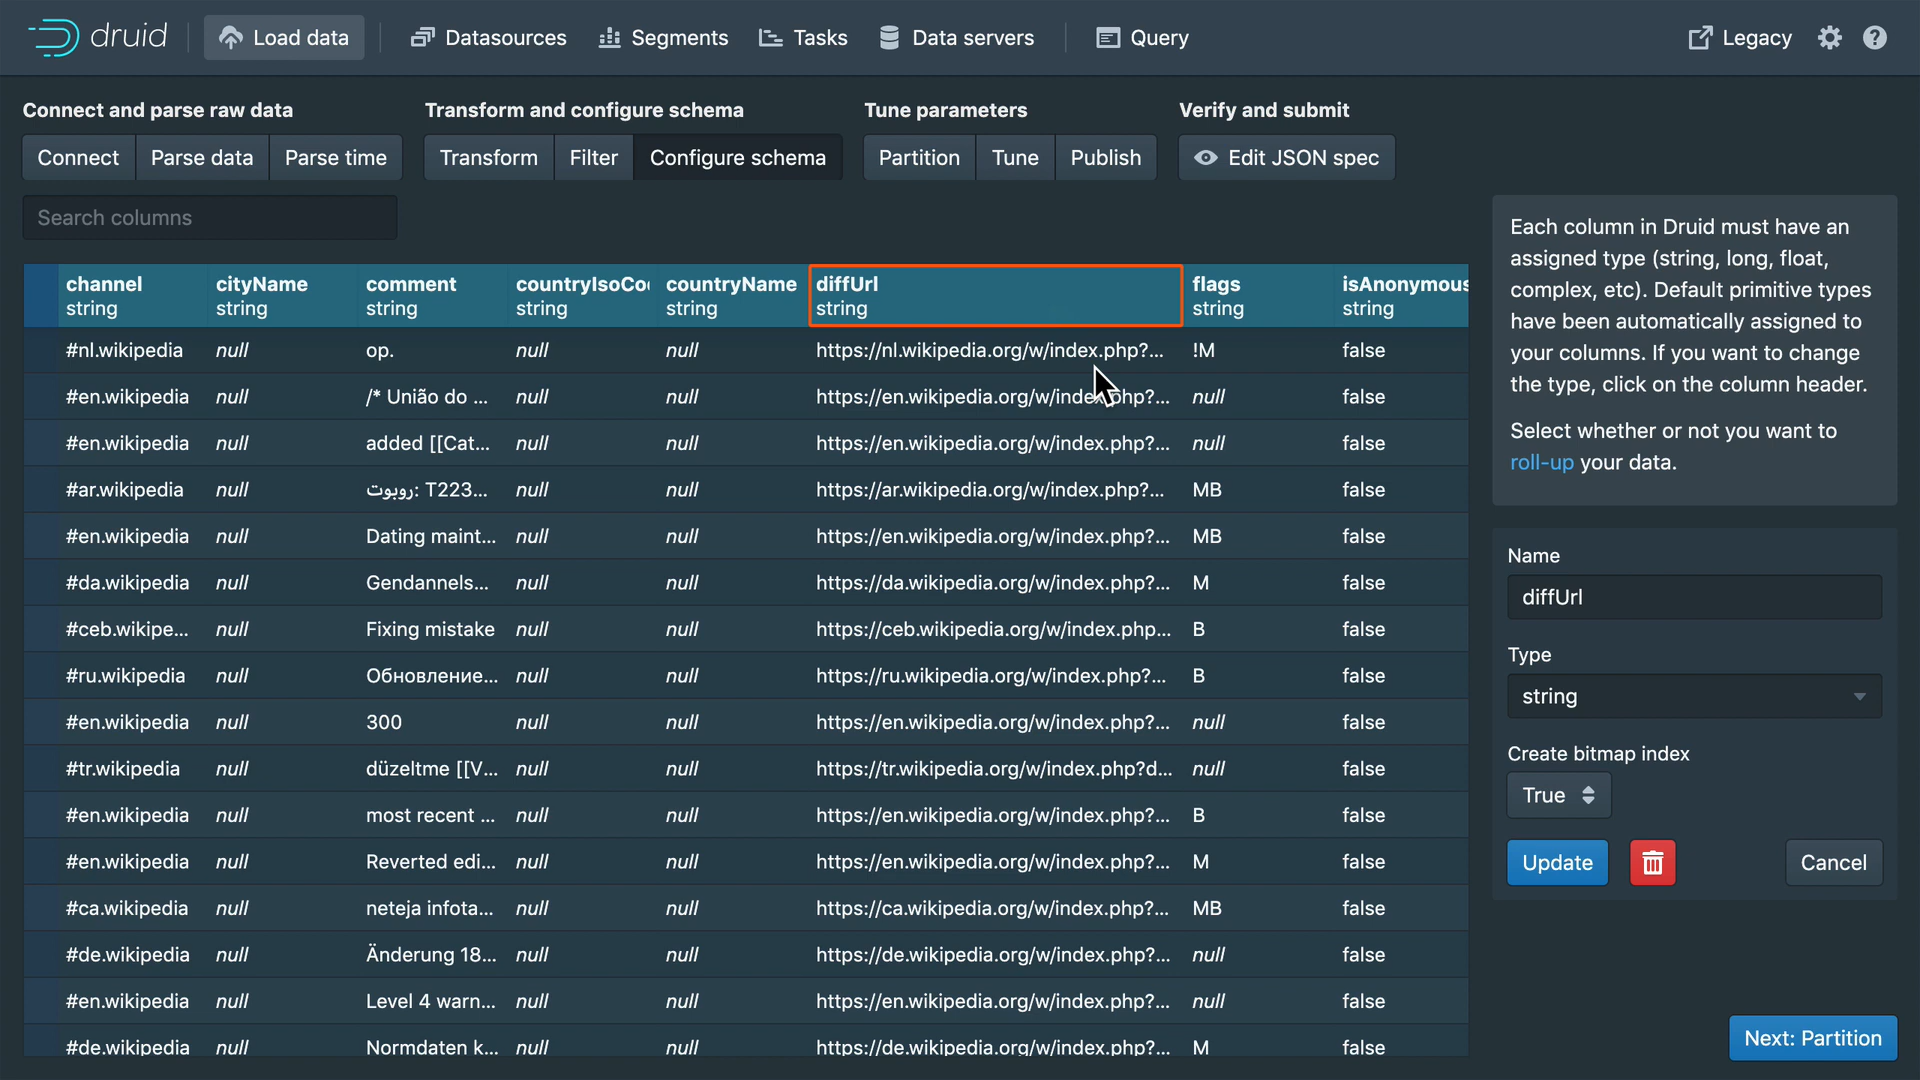 druid Load data Datasources Segments Tasks Data servers Query Legacy
Connect and parse raw data Transform and configure schema Tune parameters Verify and submit
Connect Parse data Parse time Transform Filter Configure schema Partition Tune Publish Edit JSON spec
Search columns
channel cityName comment countryIsoCo countryName diffUrl flags isAnonymous
string string string string string string string string
#nl.wikipedia null op. null null https://nl.wikipedia.org/w/index.php?... !M false
#en.wikipedia null /* União do ... null null https://en.wikipedia.org/w/index.php?... null false
#en.wikipedia null added [[Cat... null null https://en.wikipedia.org/w/index.php?... null false
#ar.wikipedia null روبوت: T223... null null https://ar.wikipedia.org/w/index.php?... MB false
#en.wikipedia null Dating maint... null null https://en.wikipedia.org/w/index.php?... MB false
#da.wikipedia null Gendannels... null null https://da.wikipedia.org/w/index.php?... M false
#ceb.wikipe... null Fixing mistake null null https://ceb.wikipedia.org/w/index.php... B false
#ru.wikipedia null Обновление... null null https://ru.wikipedia.org/w/index.php?... B false
#en.wikipedia null 300 null null https://en.wikipedia.org/w/index.php?... null false
#tr.wikipedia null düzeltme [[V... null null https://tr.wikipedia.org/w/index.php?d... null false
#en.wikipedia null most recent ... null null https://en.wikipedia.org/w/index.php?... B false
#en.wikipedia null Reverted edi... null null https://en.wikipedia.org/w/index.php?... M false
#ca.wikipedia null neteja infota... null null https://ca.wikipedia.org/w/index.php?... MB false
#de.wikipedia null Änderung 18... null null https://de.wikipedia.org/w/index.php?... null false
#en.wikipedia null Level 4 warn... null null https://en.wikipedia.org/w/index.php?... null false
#de.wikipedia null Normdaten k... null null https://de.wikipedia.org/w/index.php?... M false
Each column in Druid must have an
assigned type (string, long, float,
complex, etc). Default primitive types
have been automatically assigned to
your columns. If you want to change
the type, click on the column header.
Select whether or not you want to
roll-up your data.
Name
diffUrl
Type
string
Create bitmap index
True
Update Cancel
Next: Partition